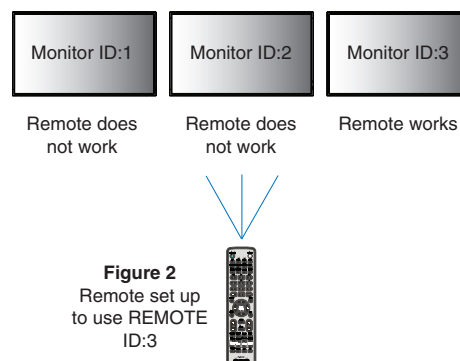 Monitor ID:1
Monitor ID:2
Monitor ID:3
Remote does
not work
Remote does
not work
Remote works
Figure 2
Remote set up
to use REMOTE
ID:3